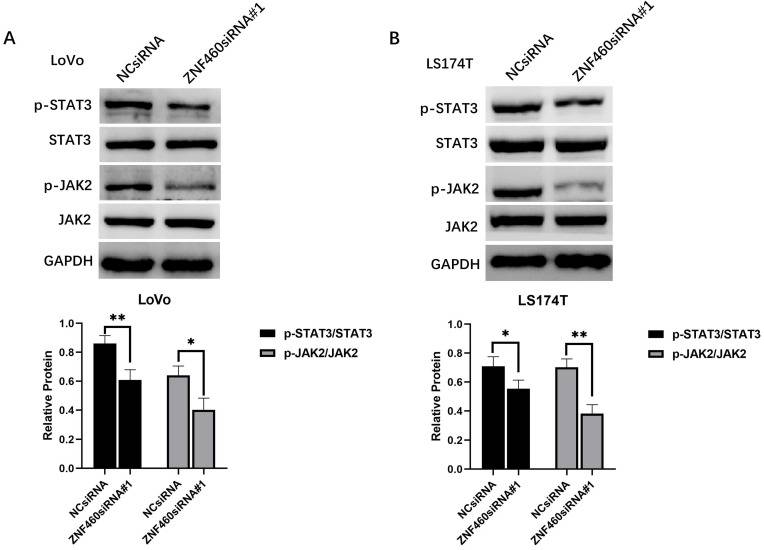 A
LoVo
NCsiRNA
ZNF460siRNA#1
p-STAT3
STAT3
p-JAK2
JAK2
GAPDH
LoVo
**
*
p-STAT3/STAT3
p-JAK2/JAK2
Relative Protein
1.0
0.8
0.6
0.4
0.2
0.0
NCsiRNA
ZNF460siRNA#1
NCsiRNA
ZNF460siRNA#1
B
LS174T
NCsiRNA
ZNF460siRNA#1
p-STAT3
STAT3
p-JAK2
JAK2
GAPDH
LS174T
*
**
p-STAT3/STAT3
p-JAK2/JAK2
Relative Protein
1.0
0.8
0.6
0.4
0.2
0.0
NCsiRNA
ZNF460siRNA#1
NCsiRNA
ZNF460siRNA#1